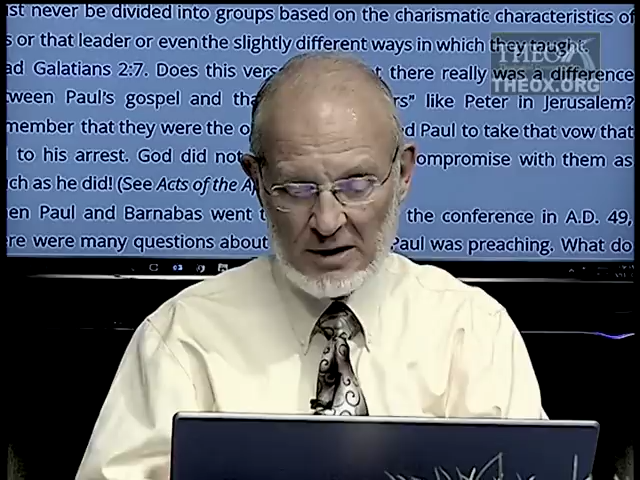 st never be divided into groups based on the charismatic characteristics of
s or that leader or even the slightly different ways in which they taught.
ad Galatians 2:7. Does this vers t there really was a difference
tween Paul's gospel and tha rs" like Peter in Jerusalem?
member that they were the o d Paul to take that vow that
to his arrest. God did not compromise with them as
ch as he did! (See Acts of the Ap
en Paul and Barnabas went t the conference in A.D. 49,
ere were many questions about Paul was preaching. What do
THEOX
THEOX.ORG